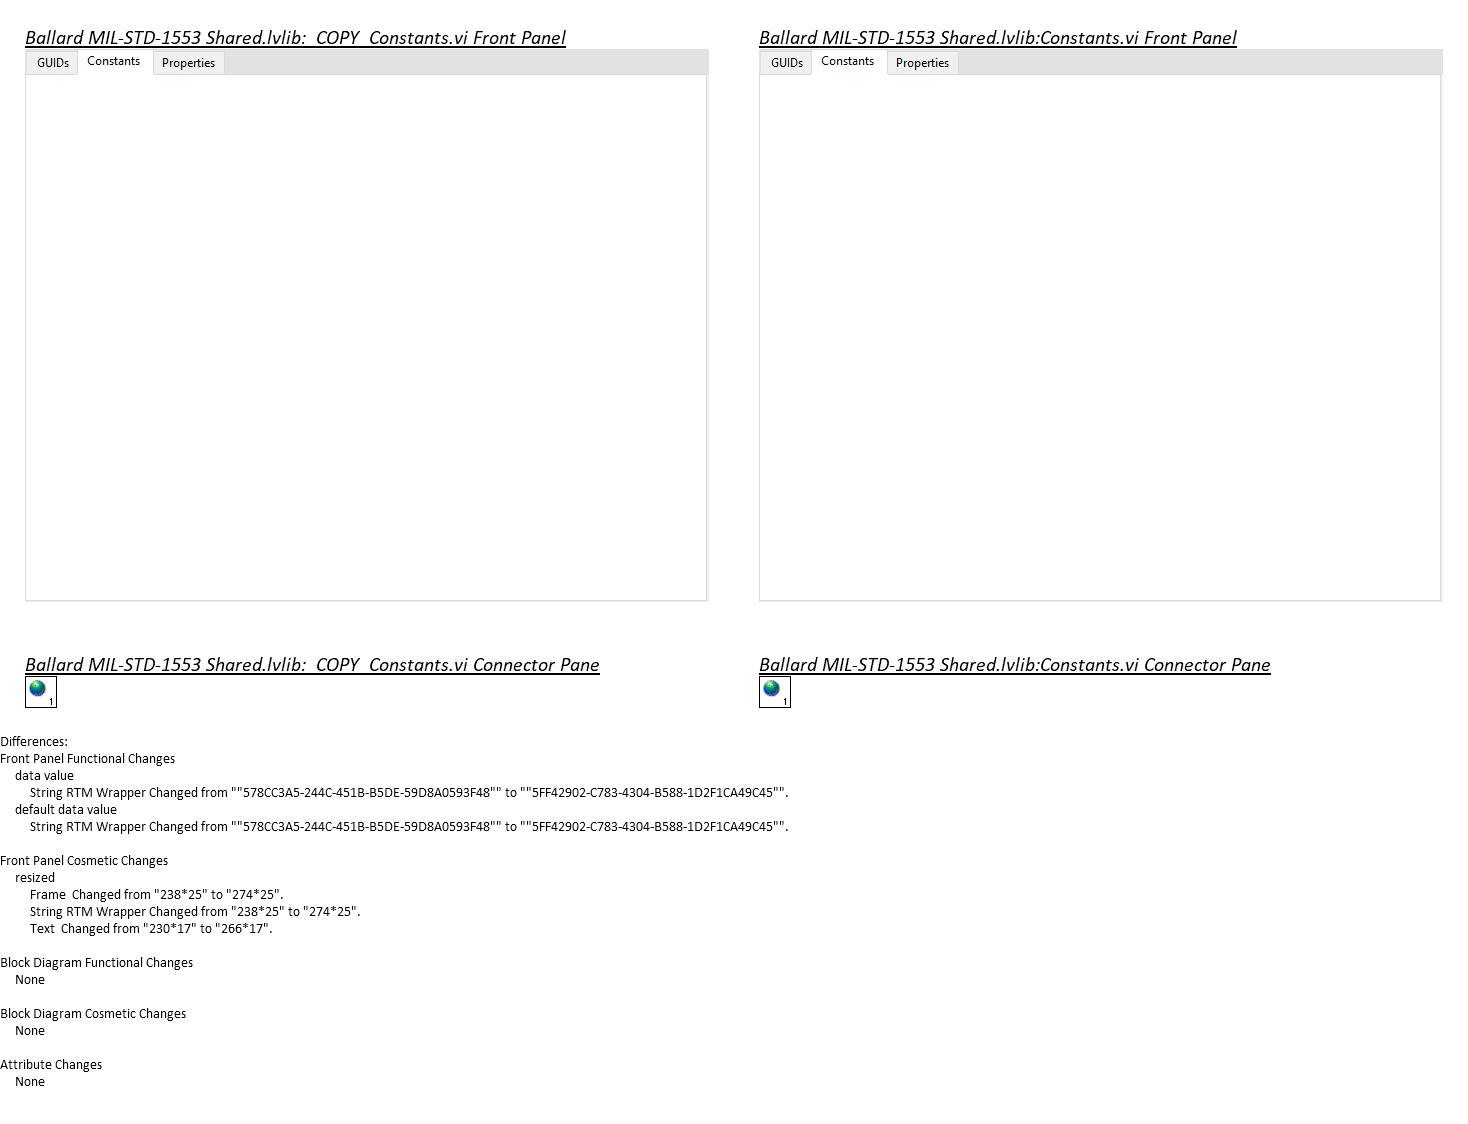 Ballard MIL-STD-1553 Shared.lvlib:_COPY_Constants.vi Front Panel
Ballard MIL-STD-1553 Shared.lvlib:Constants.vi Front Panel
GUIDs Constants Properties
GUIDs Constants Properties
Ballard MIL-STD-1553 Shared.lvlib:_COPY_Constants.vi Connector Pane
Ballard MIL-STD-1553 Shared.lvlib:Constants.vi Connector Pane
1
1
Differences:
Front Panel Functional Changes
data value
String RTM Wrapper Changed from ""578CC3A5-244C-451B-B5DE-59D8A0593F48"" to ""5FF42902-C783-4304-B588-1D2F1CA49C45"".
default data value
String RTM Wrapper Changed from ""578CC3A5-244C-451B-B5DE-59D8A0593F48"" to ""5FF42902-C783-4304-B588-1D2F1CA49C45"".
Front Panel Cosmetic Changes
resized
Frame  Changed from "238*25" to "274*25".
String RTM Wrapper Changed from "238*25" to "274*25".
Text  Changed from "230*17" to "266*17".
Block Diagram Functional Changes
None
Block Diagram Cosmetic Changes
None
Attribute Changes
None